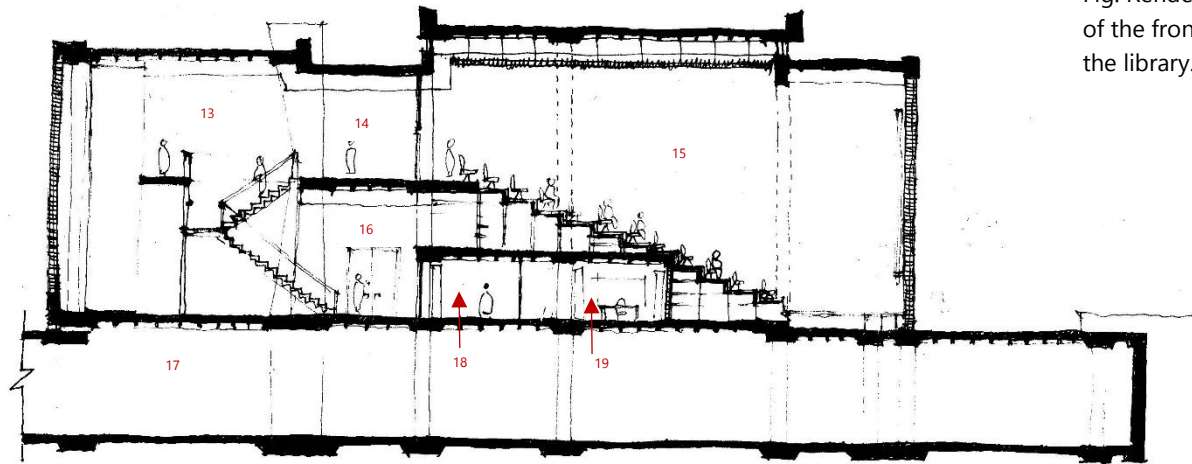 Fig. Rende
of the fron
the library.
13
14
15
16
17
18
19